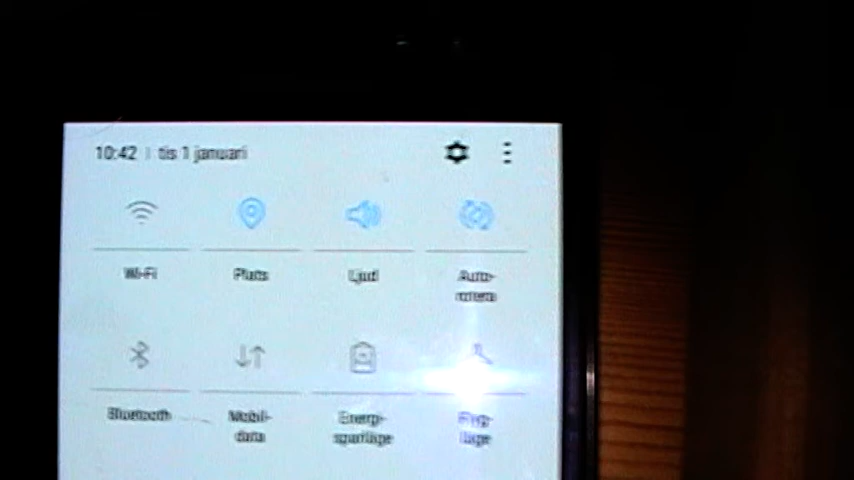 10:42 | tis 1 januari
Wi-Fi
Plats
Ljud
Auto-
rotera
Bluetooth
Mobil-
data
Energi-
sparläge
Flyg-
läge